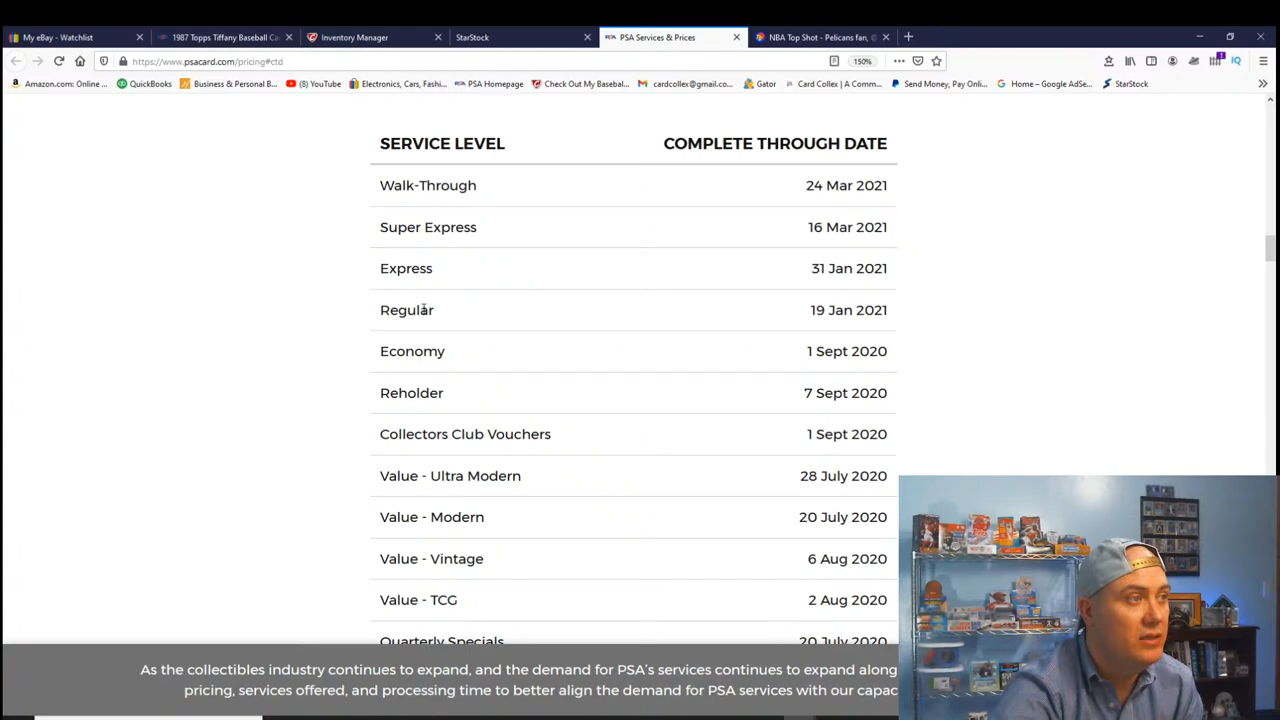 My eBay - Watchlist
1987 Topps Tiffany Baseball Ca
Inventory Manager
StarStock
PSA Services & Prices
NBA Top Shot - Pelicans fan,
https://www.psacard.com/pricing#ctd
150%
Amazon.com: Online ...
QuickBooks
Business & Personal B...
(8) YouTube
Electronics, Cars, Fashi...
PSA Homepage
Check Out My Basebal...
cardcollex@gmail.co...
Gator
Card Collex | A Comm...
Send Money, Pay Onli...
Home – Google AdSe...
StarStock
SERVICE LEVEL COMPLETE THROUGH DATE
Walk-Through 24 Mar 2021
Super Express 16 Mar 2021
Express 31 Jan 2021
Regular 19 Jan 2021
Economy 1 Sept 2020
Reholder 7 Sept 2020
Collectors Club Vouchers 1 Sept 2020
Value - Ultra Modern 28 July 2020
Value - Modern 20 July 2020
Value - Vintage 6 Aug 2020
Value - TCG 2 Aug 2020
Quarterly Specials 20 July 2020
As the collectibles industry continues to expand, and the demand for PSA's services continues to expand along
pricing, services offered, and processing time to better align the demand for PSA services with our capac